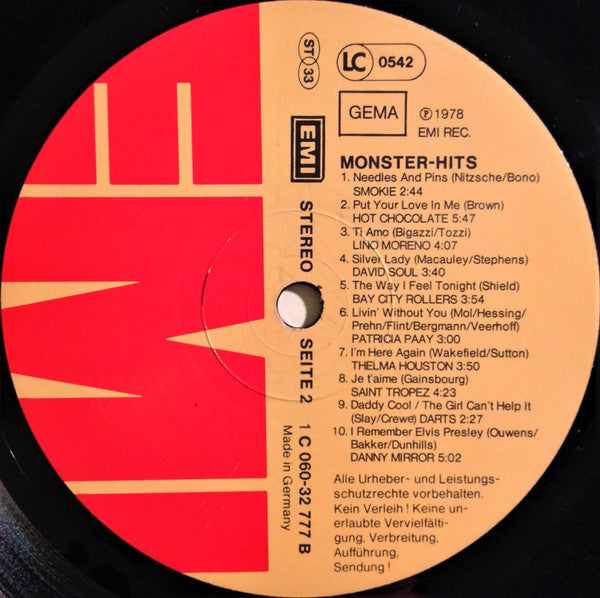 LC 0542
ST 33
GEMA
℗ 1978
EMI REC.
EMI
MONSTER-HITS
1. Needles And Pins (Nitzsche/Bono)
SMOKIE 2:44
2. Put Your Love In Me (Brown)
HOT CHOCOLATE 5:47
3. Ti Amo (Bigazzi/Tozzi)
LINO MORENO 4:07
4. Silver Lady (Macauley/Stephens)
DAVID SOUL 3:40
5. The Way I Feel Tonight (Shield)
BAY CITY ROLLERS 3:54
6. Livin' Without You (Mol/Hessing/
Prehn/Flint/Bergmann/Veerhoff)
PATRICIA PAAY 3:00
7. I'm Here Again (Wakefield/Sutton)
THELMA HOUSTON 3:50
8. Je t'aime (Gainsbourg)
SAINT TROPEZ 4:23
9. Daddy Cool / The Girl Can't Help It
(Slay/Crewe) DARTS 2:27
10. I Remember Elvis Presley (Ouwens/
Bakker/Dunhills)
DANNY MIRROR 5:02
Alle Urheber- und Leistungs-
schutzrechte vorbehalten.
Kein Verleih! Keine un-
erlaubte Vervielfälti-
gung, Verbreitung,
Aufführung,
Sendung!
STEREO SEITE 2 1 C 060-32 777 B
Made in Germany
EMI